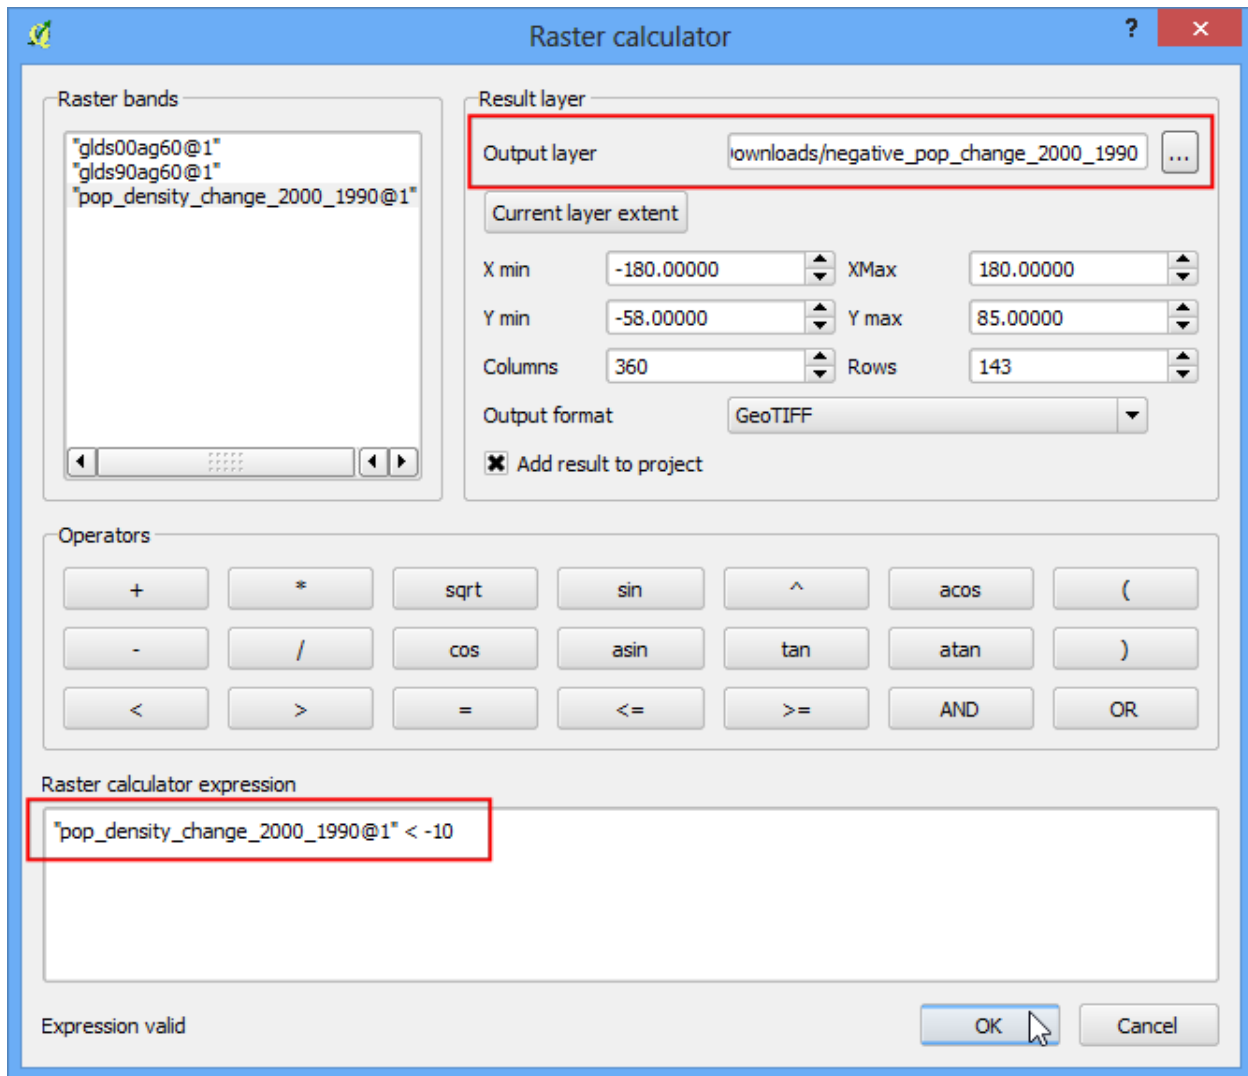 Raster calculator
?
Raster bands
"glds00ag60@1"
"glds90ag60@1"
"pop_density_change_2000_1990@1"
Result layer
Output layer ownloads/negative_pop_change_2000_1990 ...
Current layer extent
X min -180.00000 XMax 180.00000
Y min -58.00000 Y max 85.00000
Columns 360 Rows 143
Output format GeoTIFF
Add result to project
Operators
+ * sqrt sin ^ acos (
- / cos asin tan atan )
< > = <= >= AND OR
Raster calculator expression
"pop_density_change_2000_1990@1" < -10
Expression valid
OK Cancel